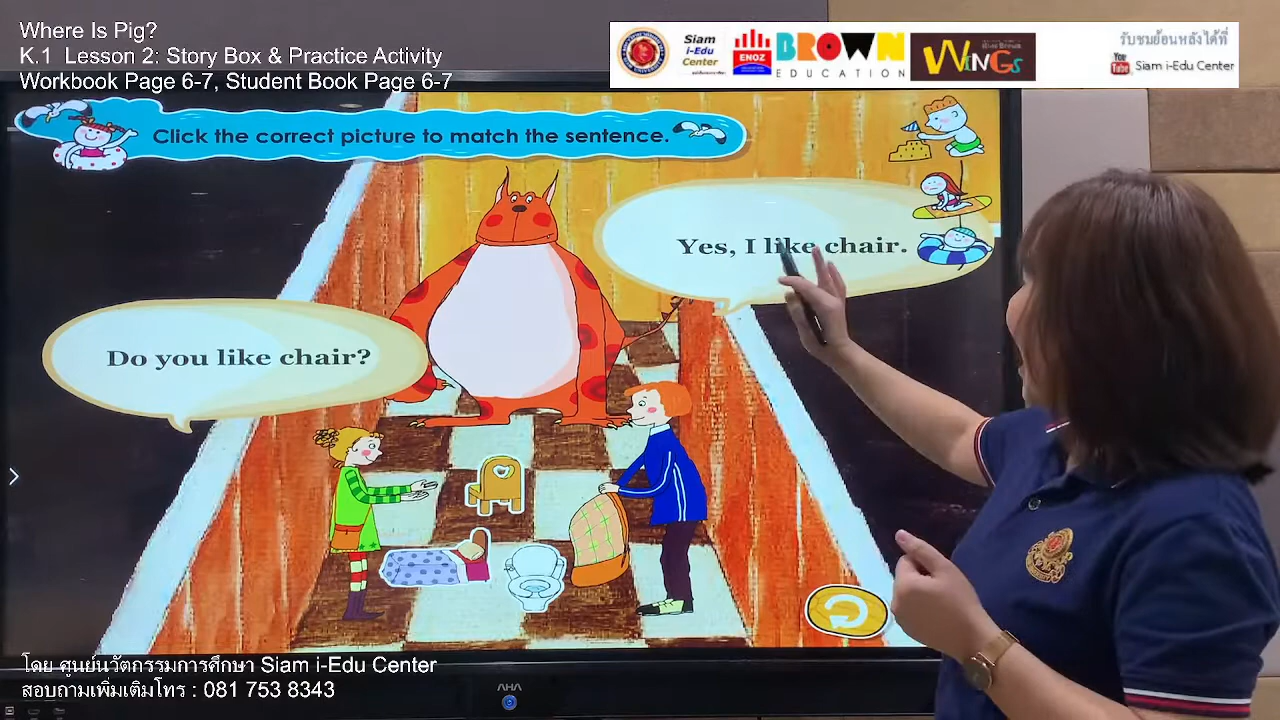 Where Is Pig?
K.1 Lesson 2: Story Box & Practice Activity
Workbook Page 6-7, Student Book Page 6-7
Siam
i-Edu
Center
ENQZ
BROWN
EDUCATION
WiNGs
รับชมย้อนหลังได้ที่
You
Tube
Siam i-Edu Center
Click the correct picture to match the sentence.
Yes, I like chair.
Do you like chair?
โดย ศูนย์นวัตกรรมการศึกษา Siam i-Edu Center
สอบถามเพิ่มเติมโทร : 081 753 8343